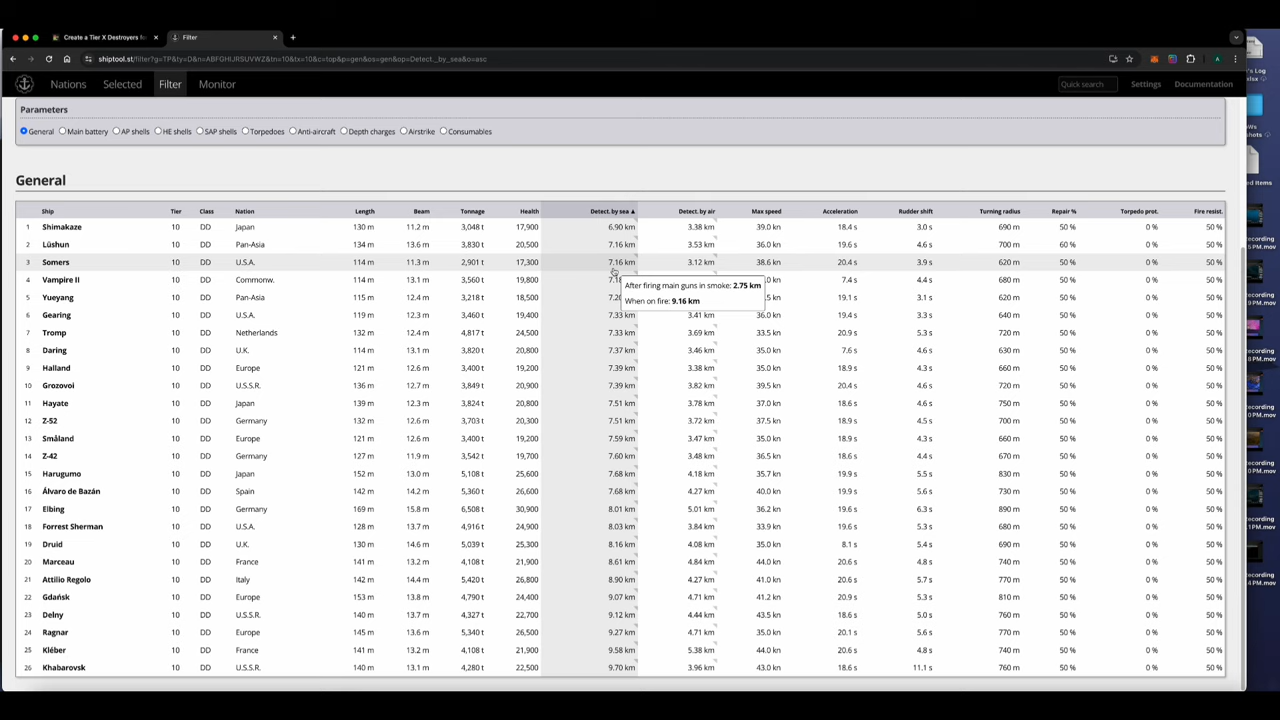 Create a Tier X Destroyers for
Filter
shiptool.st/filter?g=TP&ty=D&n=ABFGHIJRSUVWZ&tn=10&tx=10&c=top&p=gen&os=gen&op=Detect._by_sea&o=asc
Nations Selected Filter Monitor Quick search Settings Documentation
Parameters
General Main battery AP shells HE shells SAP shells Torpedoes Anti-aircraft Depth charges Airstrike Consumables
General
Ship Tier Class Nation Length Beam Tonnage Health Detect. by sea ▲ Detect. by air Max speed Acceleration Rudder shift Turning radius Repair % Torpedo prot. Fire resist.
1 Shimakaze 10 DD Japan 130 m 11.2 m 3,048 t 17,900 6.90 km 3.38 km 39.0 kn 18.4 s 3.0 s 690 m 50 % 0 % 50 %
2 Lüshun 10 DD Pan-Asia 134 m 13.6 m 3,830 t 20,500 7.16 km 3.53 km 36.0 kn 19.6 s 4.6 s 700 m 60 % 0 % 50 %
3 Somers 10 DD U.S.A. 114 m 11.3 m 2,901 t 17,300 7.16 km 3.12 km 38.6 kn 20.4 s 3.9 s 620 m 50 % 0 % 50 %
4 Vampire II 10 DD Commonw. 114 m 13.1 m 3,560 t 19,800 7.18 .0 kn 7.4 s 4.4 s 640 m 50 % 0 % 50 %
After firing main guns in smoke: 2.75 km
When on fire: 9.16 km
5 Yueyang 10 DD Pan-Asia 115 m 12.4 m 3,218 t 18,500 7.20 .5 kn 19.1 s 3.1 s 630 m 50 % 0 % 50 %
6 Gearing 10 DD U.S.A. 119 m 12.3 m 3,460 t 19,400 7.33 km 3.41 km 36.0 kn 19.4 s 3.3 s 640 m 50 % 0 % 50 %
7 Tromp 10 DD Netherlands 132 m 12.4 m 4,817 t 24,500 7.33 km 3.69 km 33.5 kn 20.9 s 5.3 s 720 m 50 % 0 % 50 %
8 Daring 10 DD U.K. 114 m 13.1 m 3,820 t 20,800 7.37 km 3.46 km 35.0 kn 7.6 s 4.6 s 630 m 50 % 0 % 50 %
9 Halland 10 DD Europe 121 m 12.6 m 3,400 t 19,200 7.39 km 3.38 km 35.0 kn 18.9 s 4.3 s 660 m 50 % 0 % 50 %
10 Grozovoi 10 DD U.S.S.R. 136 m 12.7 m 3,849 t 20,900 7.39 km 3.82 km 39.5 kn 20.4 s 4.6 s 720 m 50 % 0 % 50 %
11 Hayate 10 DD Japan 139 m 12.3 m 3,824 t 20,800 7.51 km 3.78 km 37.0 kn 18.6 s 4.6 s 750 m 50 % 0 % 50 %
12 Z-52 10 DD Germany 132 m 12.6 m 3,703 t 20,300 7.51 km 3.72 km 37.5 kn 18.9 s 4.5 s 700 m 50 % 0 % 50 %
13 Småland 10 DD Europe 121 m 12.6 m 3,400 t 19,200 7.59 km 3.47 km 35.0 kn 18.9 s 4.3 s 660 m 50 % 0 % 50 %
14 Z-42 10 DD Germany 127 m 11.9 m 3,542 t 19,700 7.60 km 3.48 km 36.5 kn 18.6 s 4.4 s 690 m 50 % 0 % 50 %
15 Harugumo 10 DD Japan 152 m 13.0 m 5,108 t 25,600 7.68 km 4.18 km 35.7 kn 19.9 s 5.5 s 830 m 50 % 0 % 50 %
16 Álvaro de Bazán 10 DD Spain 142 m 14.2 m 5,360 t 26,600 7.68 km 4.27 km 40.0 kn 19.9 s 5.6 s 730 m 50 % 0 % 50 %
17 Elbing 10 DD Germany 169 m 15.8 m 6,508 t 30,900 8.01 km 5.01 km 36.2 kn 19.6 s 6.3 s 890 m 50 % 0 % 50 %
18 Forrest Sherman 10 DD U.S.A. 128 m 13.7 m 4,916 t 24,900 8.03 km 3.84 km 33.9 kn 19.6 s 5.3 s 680 m 50 % 0 % 50 %
19 Druid 10 DD U.K. 114 m 14.6 m 5,039 t 25,300 8.16 km 4.08 km 35.0 kn 8.1 s 5.4 s 690 m 50 % 0 % 50 %
20 Marceau 10 DD France 141 m 13.2 m 4,108 t 21,900 8.61 km 4.84 km 44.0 kn 20.6 s 4.8 s 740 m 50 % 0 % 50 %
21 Attilio Regolo 10 DD Italy 142 m 14.4 m 5,420 t 26,800 8.90 km 4.27 km 41.0 kn 20.6 s 5.7 s 770 m 50 % 0 % 50 %
22 Gdańsk 10 DD Europe 153 m 13.8 m 4,790 t 24,400 9.07 km 4.71 km 41.2 kn 20.9 s 5.3 s 810 m 50 % 0 % 50 %
23 Delny 10 DD U.S.S.R. 140 m 13.7 m 4,327 t 22,700 9.12 km 4.44 km 43.5 kn 18.6 s 5.0 s 760 m 50 % 0 % 50 %
24 Ragnar 10 DD Europe 145 m 13.6 m 5,340 t 26,500 9.27 km 4.71 km 35.0 kn 20.1 s 5.6 s 770 m 50 % 0 % 50 %
25 Kléber 10 DD France 141 m 13.2 m 4,108 t 21,900 9.58 km 5.38 km 44.0 kn 20.6 s 4.8 s 740 m 50 % 0 % 50 %
26 Khabarovsk 10 DD U.S.S.R. 140 m 13.1 m 4,280 t 22,500 9.70 km 3.96 km 43.0 kn 18.6 s 11.1 s 760 m 50 % 0 % 50 %